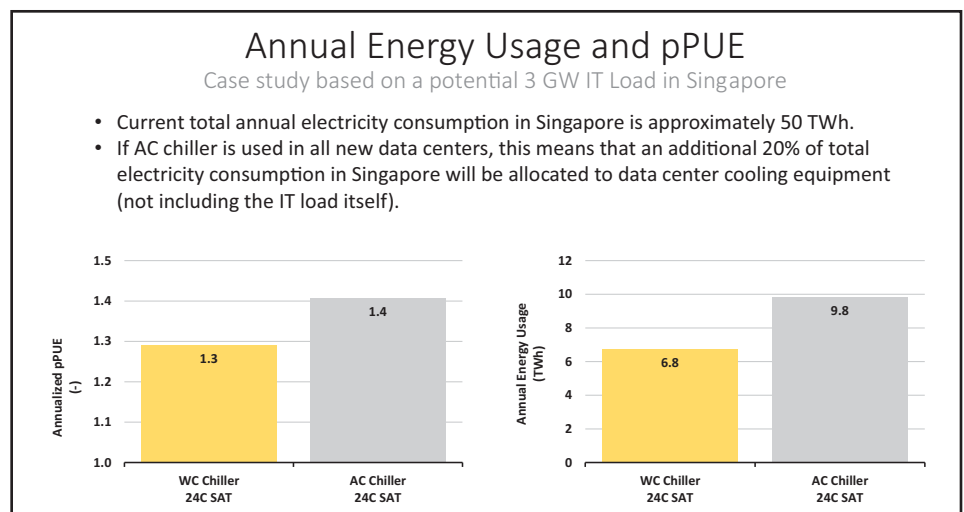 Annual Energy Usage and pPUE
Case study based on a potential 3 GW IT Load in Singapore
• Current total annual electricity consumption in Singapore is approximately 50 TWh.
• If AC chiller is used in all new data centers, this means that an additional 20% of total
electricity consumption in Singapore will be allocated to data center cooling equipment
(not including the IT load itself).
Annualized pPUE
(-)
1.5
1.4
1.3
1.2
1.1
1.0
1.3
1.4
WC Chiller
24C SAT
AC Chiller
24C SAT
Annual Energy Usage
(TWh)
12
10
8
6
4
2
0
6.8
9.8
WC Chiller
24C SAT
AC Chiller
24C SAT